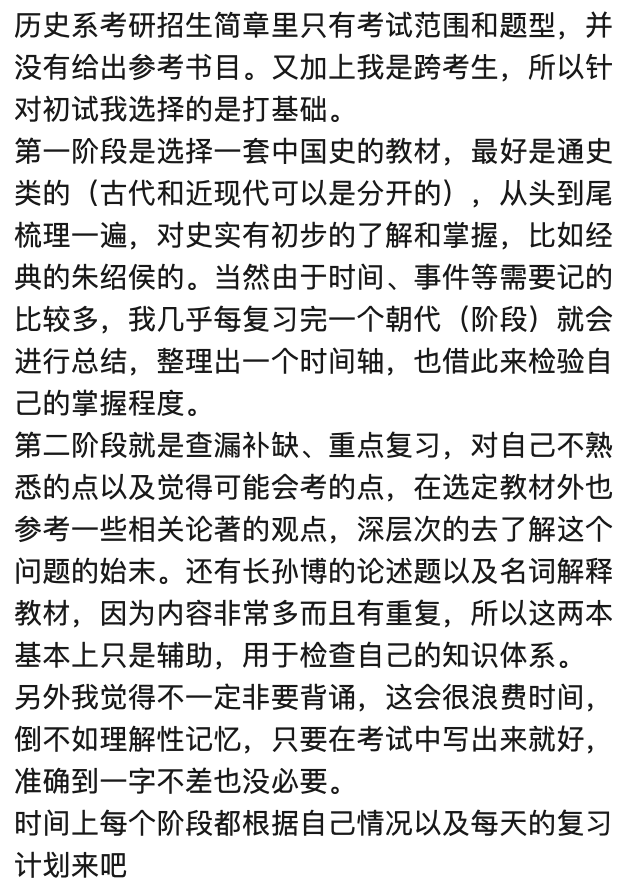 历史系考研招生简章里只有考试范围和题型，并
没有给出参考书目。又加上我是跨考生，所以针
对初试我选择的是打基础。
第一阶段是选择一套中国史的教材，最好是通史
类的（古代和近现代可以是分开的），从头到尾
梳理一遍，对史实有初步的了解和掌握，比如经
典的朱绍侯的。当然由于时间、事件等需要记的
比较多，我几乎每复习完一个朝代（阶段）就会
进行总结，整理出一个时间轴，也借此来检验自
己的掌握程度。
第二阶段就是查漏补缺、重点复习，对自己不熟
悉的点以及觉得可能会考的点，在选定教材外也
参考一些相关论著的观点，深层次的去了解这个
问题的始末。还有长孙博的论述题以及名词解释
教材，因为内容非常多而且有重复，所以这两本
基本上只是辅助，用于检查自己的知识体系。
另外我觉得不一定非要背诵，这会很浪费时间，
倒不如理解性记忆，只要在考试中写出来就好，
准确到一字不差也没必要。
时间上每个阶段都根据自己情况以及每天的复习
计划来吧